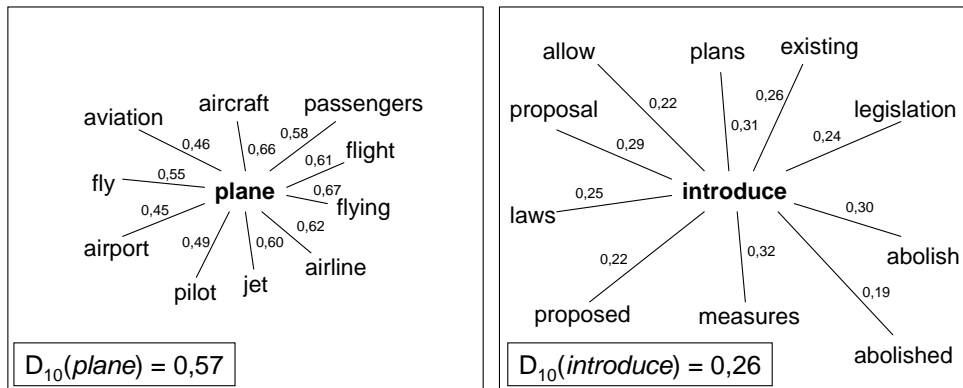 aircraft
passengers
aviation
0,58
0,46
0,66
flight
0,61
fly
0,55
plane
0,67
flying
0,45
0,62
airport
0,49
0,60
airline
pilot
jet
D10(plane) = 0,57
allow
plans
existing
0,22
0,26
proposal
legislation
0,31
0,24
0,29
introduce
0,25
laws
0,30
abolish
0,22
0,32
0,19
proposed
measures
abolished
D10(introduce) = 0,26